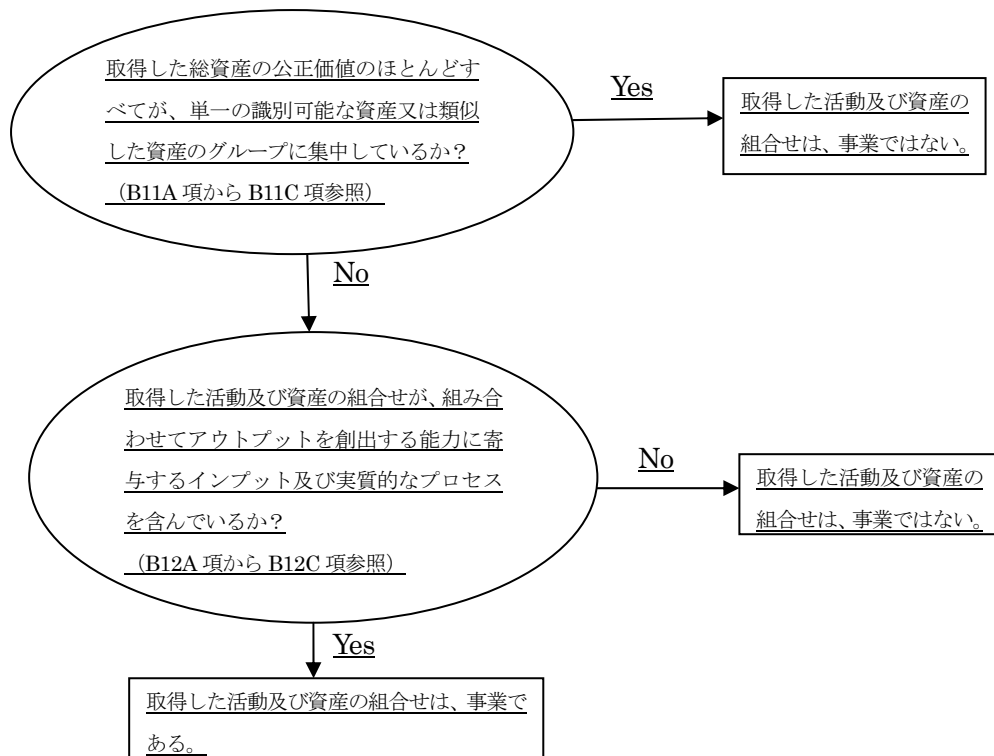 取得した総資産の公正価値のほとんどす
べてが、単一の識別可能な資産又は類似
した資産のグループに集中しているか？
（B11A 項から B11C 項参照）
Yes
取得した活動及び資産の
組合せは、事業ではない。
No
取得した活動及び資産の組合せが、組み合
わせてアウトプットを創出する能力に寄
与するインプット及び実質的なプロセス
を含んでいるか？
（B12A 項から B12C 項参照）
No
取得した活動及び資産の
組合せは、事業ではない。
Yes
取得した活動及び資産の組合せは、事業で
ある。